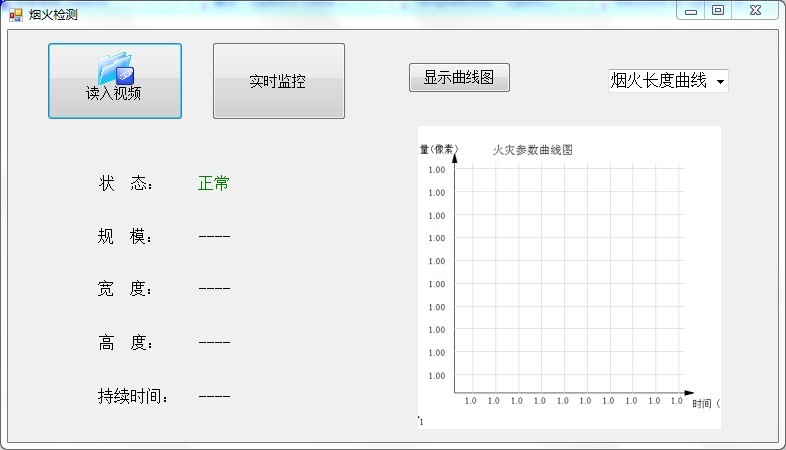 烟火检测
读入视频
实时监控
显示曲线图
烟火长度曲线
状 态： 正常
规 模： ----
宽 度： ----
高 度： ----
持续时间： ----
量(像素)
火灾参数曲线图
1.00
1.00
1.00
1.00
1.00
1.00
1.00
1.00
1.00
1.00
1.0 1.0 1.0 1.0 1.0 1.0 1.0 1.0 1.0 1.0
时间（
1